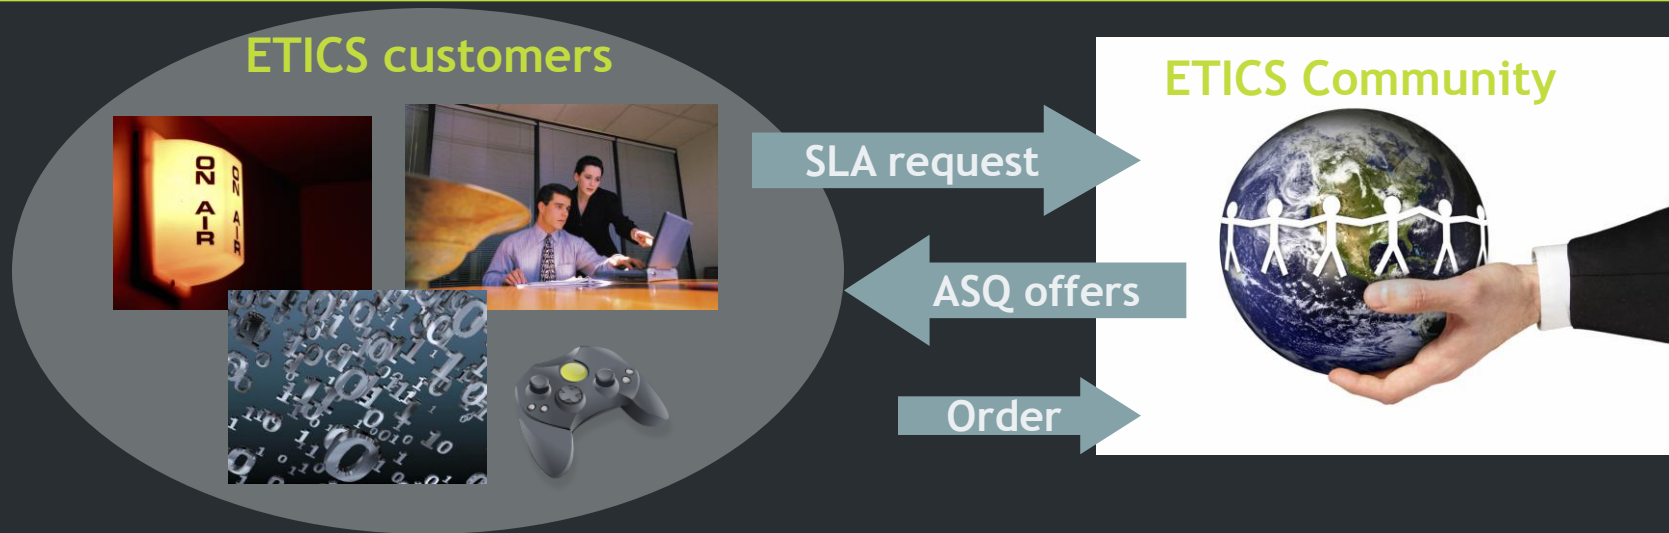 ETICS customers
ETICS Community
ON AIR
ON AIR
SLA request
ASQ offers
Order